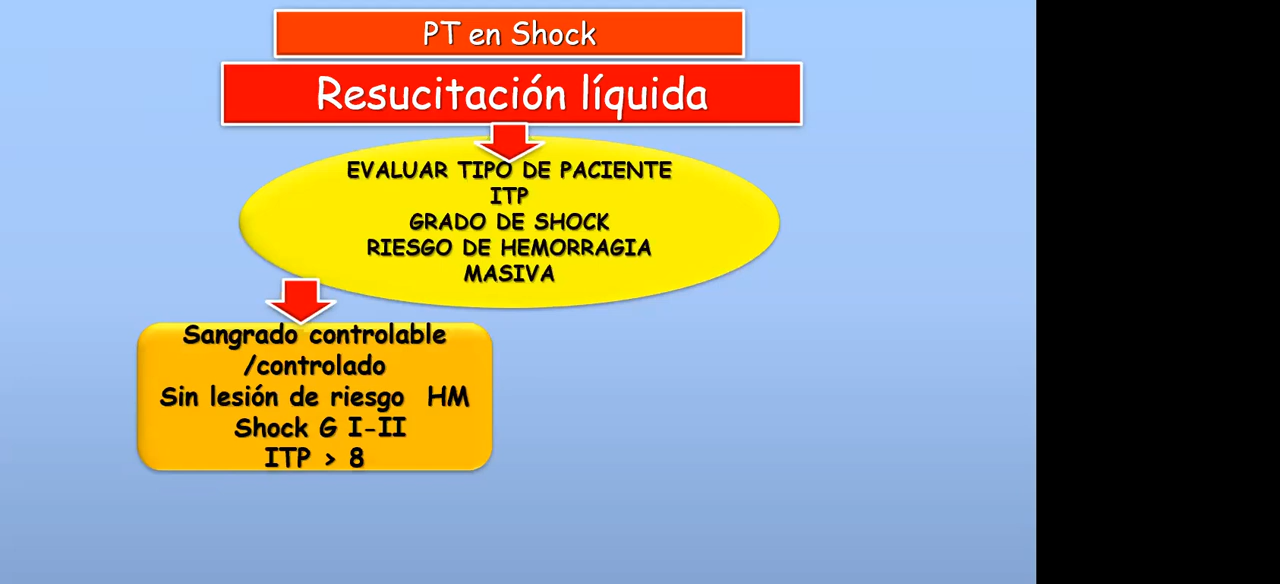 PT en Shock
Resucitación líquida
EVALUAR TIPO DE PACIENTE
ITP
GRADO DE SHOCK
RIESGO DE HEMORRAGIA
MASIVA
Sangrado controlable
/controlado
Sin lesión de riesgo HM
Shock G I-II
ITP > 8